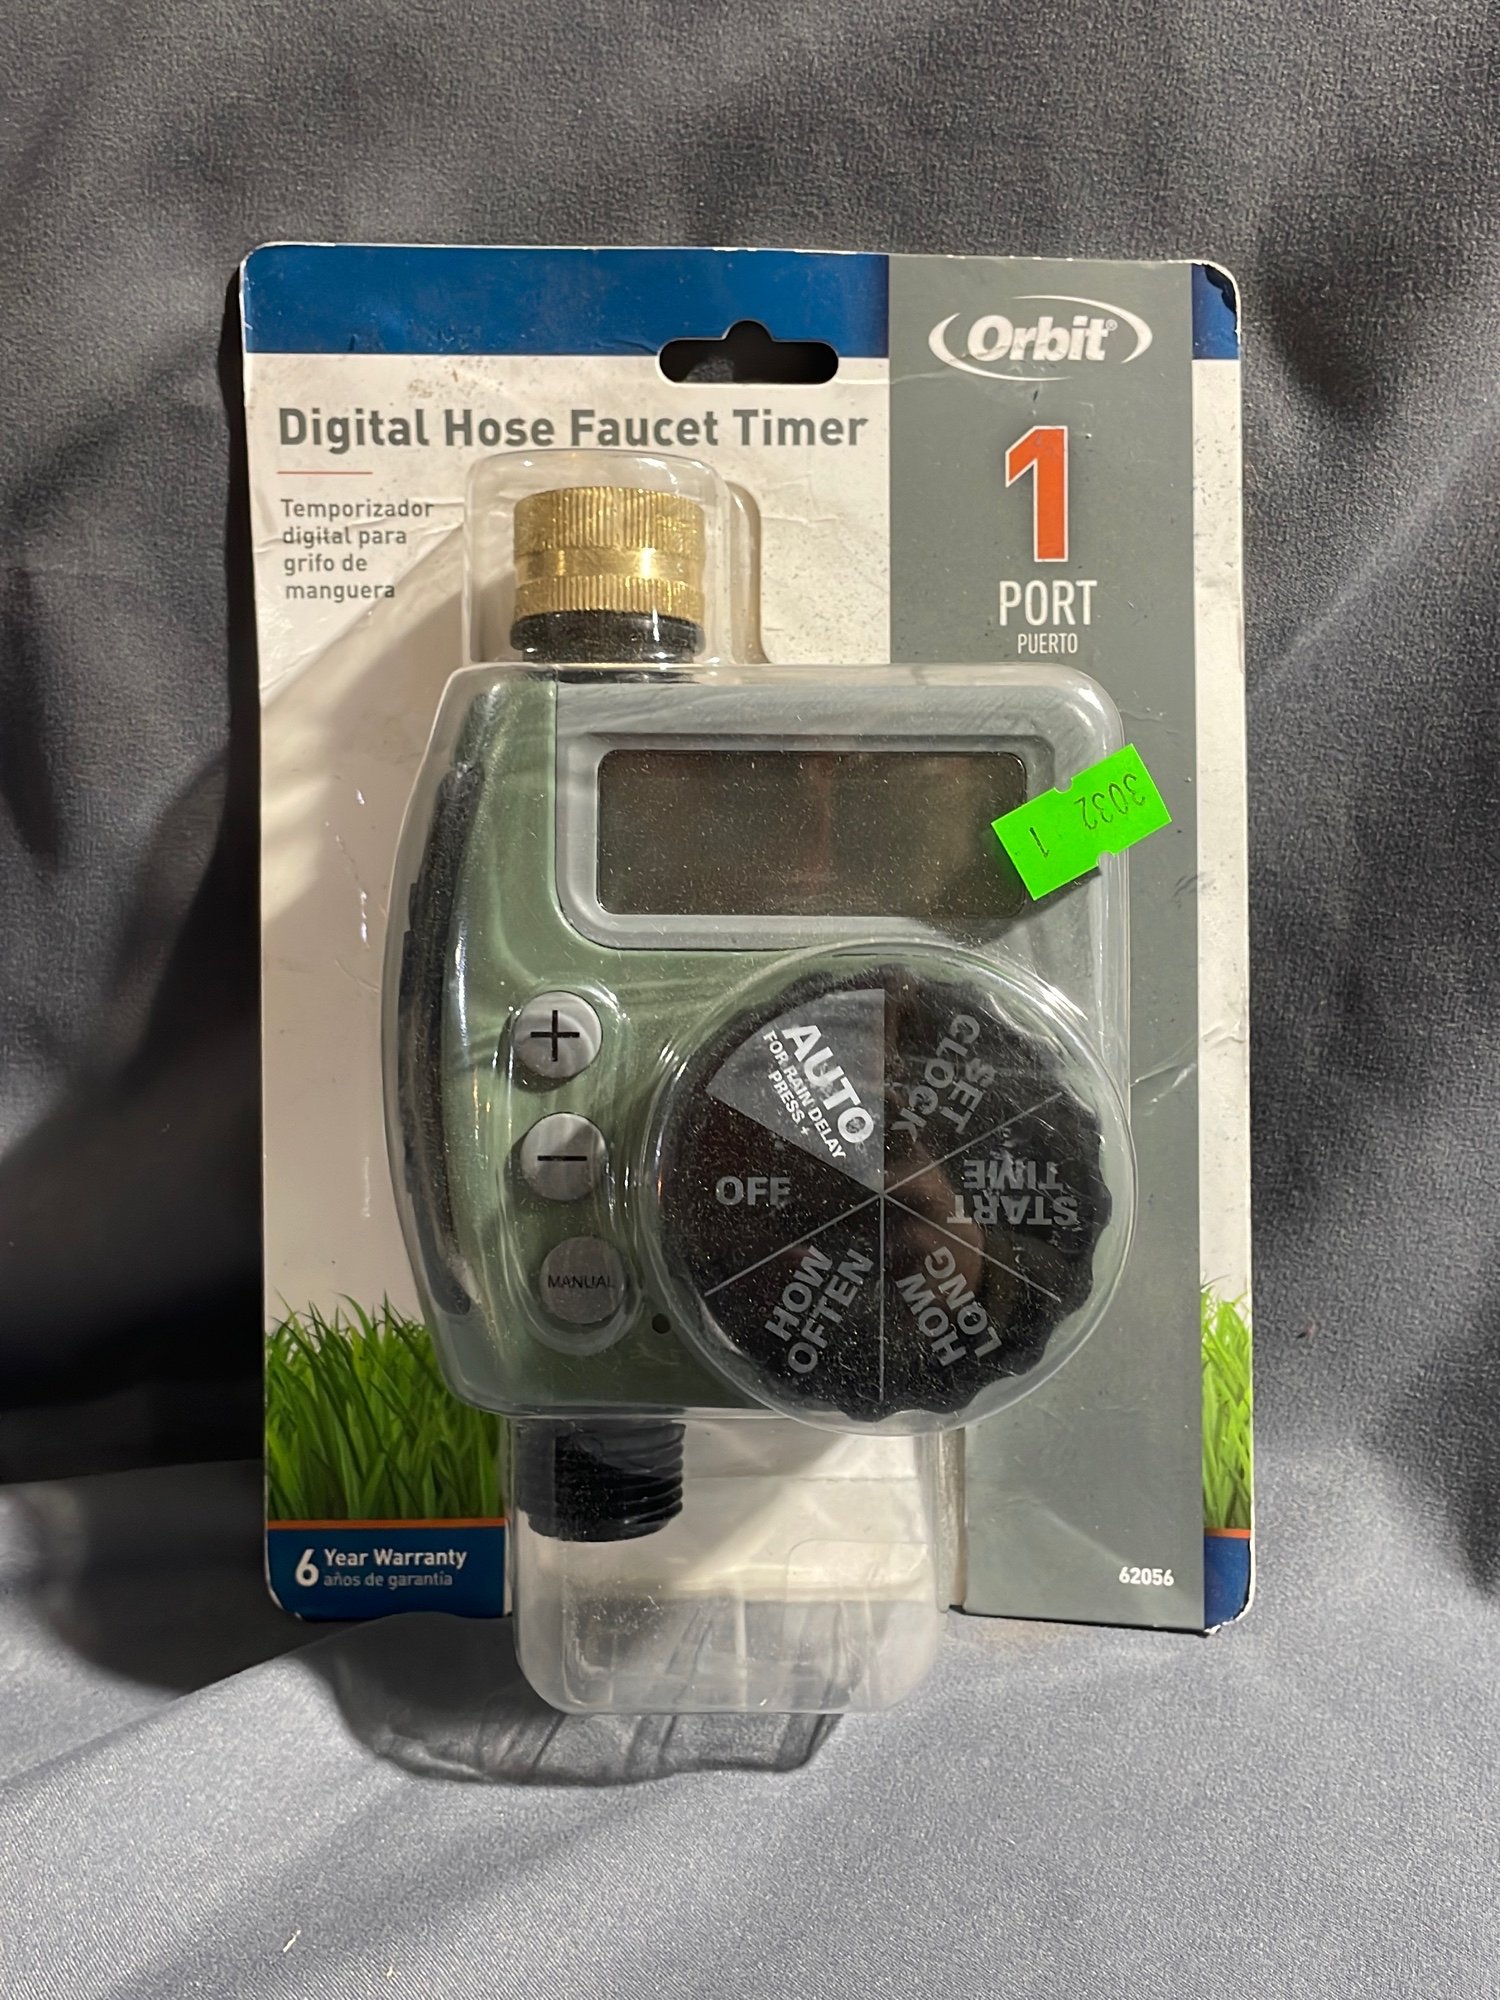 Orbit®
Digital Hose Faucet Timer
Temporizador
digital para
grifo de
manguera
1
PORT
PUERTO
3032
1
+
AUTO
FOR RAIN DELAY
PRESS +
SET
CLOCK
START
TIME
HOW
LONG
HOW
OFTEN
OFF
−
MANUAL
6 Year Warranty
años de garantía
62056